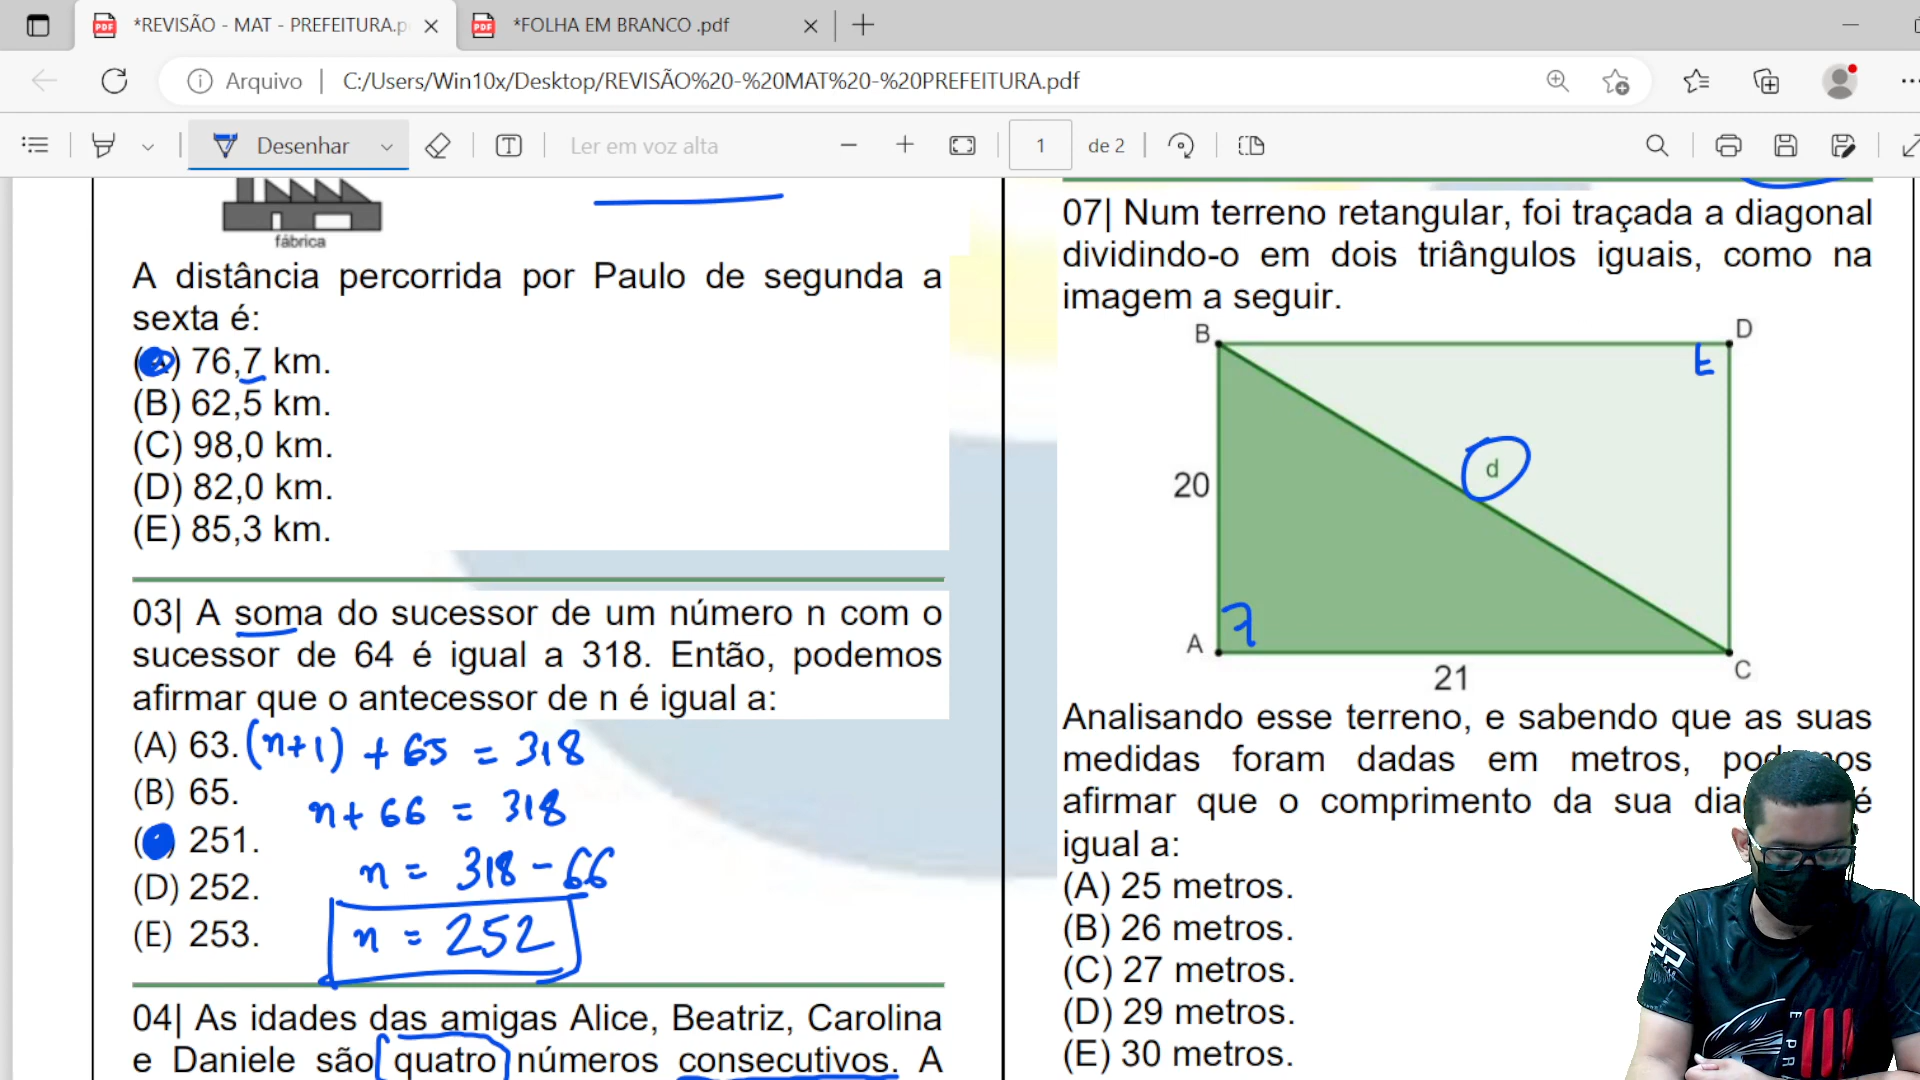 *REVISÃO - MAT - PREFEITURA.p
*FOLHA EM BRANCO .pdf
Arquivo
C:/Users/Win10x/Desktop/REVISÃO%20-%20MAT%20-%20PREFEITURA.pdf
Desenhar
Ler em voz alta
1
de 2
fábrica
A distância percorrida por Paulo de segunda a
sexta é:
76,7 km.
(B) 62,5 km.
(C) 98,0 km.
(D) 82,0 km.
(E) 85,3 km.
03| A soma do sucessor de um número n com o
sucessor de 64 é igual a 318. Então, podemos
afirmar que o antecessor de n é igual a:
(A) 63. (n+1) + 65 = 318
(B) 65.
n+ 66 = 318
251.
n = 318 - 66
(D) 252.
(E) 253.
n = 252
04| As idades das amigas Alice, Beatriz, Carolina
e Daniele são quatro números consecutivos. A
07| Num terreno retangular, foi traçada a diagonal
dividindo-o em dois triângulos iguais, como na
imagem a seguir.
B
D
d
20
A
21
C
Analisando esse terreno, e sabendo que as suas
medidas foram dadas em metros,
afirmar que o comprimento da sua é
igual a:
(A) 25 metros.
(B) 26 metros.
(C) 27 metros.
(D) 29 metros.
(E) 30 metros.